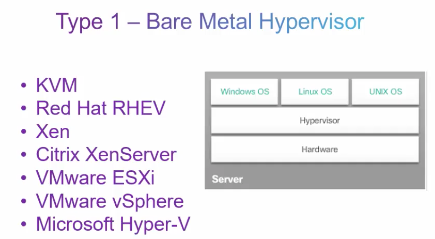 Type 1 – Bare Metal Hypervisor
• KVM
• Red Hat RHEV
• Xen
• Citrix XenServer
• VMware ESXi
• VMware vSphere
• Microsoft Hyper-V
Windows OS Linux OS UNIX OS
Hypervisor
Hardware
Server